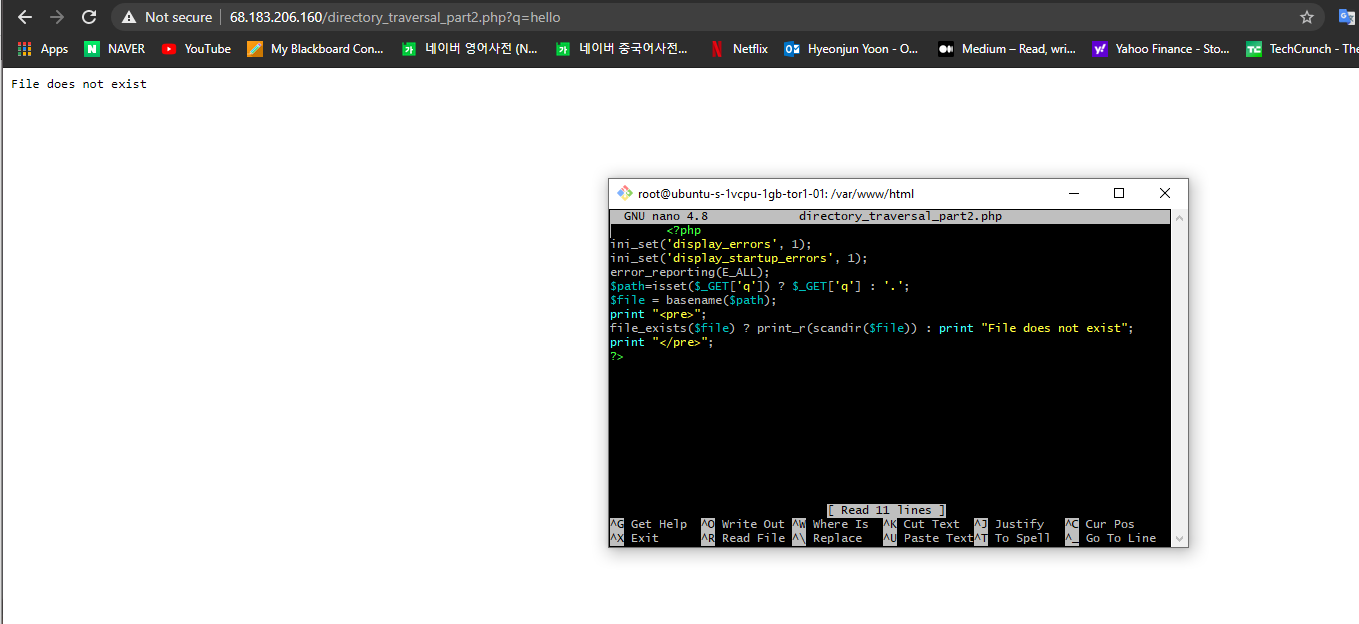 Not secure 68.183.206.160/directory_traversal_part2.php?q=hello
Apps NAVER YouTube My Blackboard Con... 네이버 영어사전 (N... 네이버 중국어사전... Netflix Hyeonjun Yoon - O... Medium – Read, wri... Yahoo Finance - Sto... TechCrunch - The
File does not exist
root@ubuntu-s-1vcpu-1gb-tor1-01: /var/www/html
GNU nano 4.8 directory_traversal_part2.php
<?php
ini_set('display_errors', 1);
ini_set('display_startup_errors', 1);
error_reporting(E_ALL);
$path=isset($_GET['q']) ? $_GET['q'] : '.';
$file = basename($path);
print "<pre>";
file_exists($file) ? print_r(scandir($file)) : print "File does not exist";
print "</pre>";
?>
[ Read 11 lines ]
^G Get Help ^O Write Out ^W Where Is ^K Cut Text ^J Justify ^C Cur Pos
^X Exit ^R Read File ^\ Replace ^U Paste Text ^T To Spell ^_ Go To Line